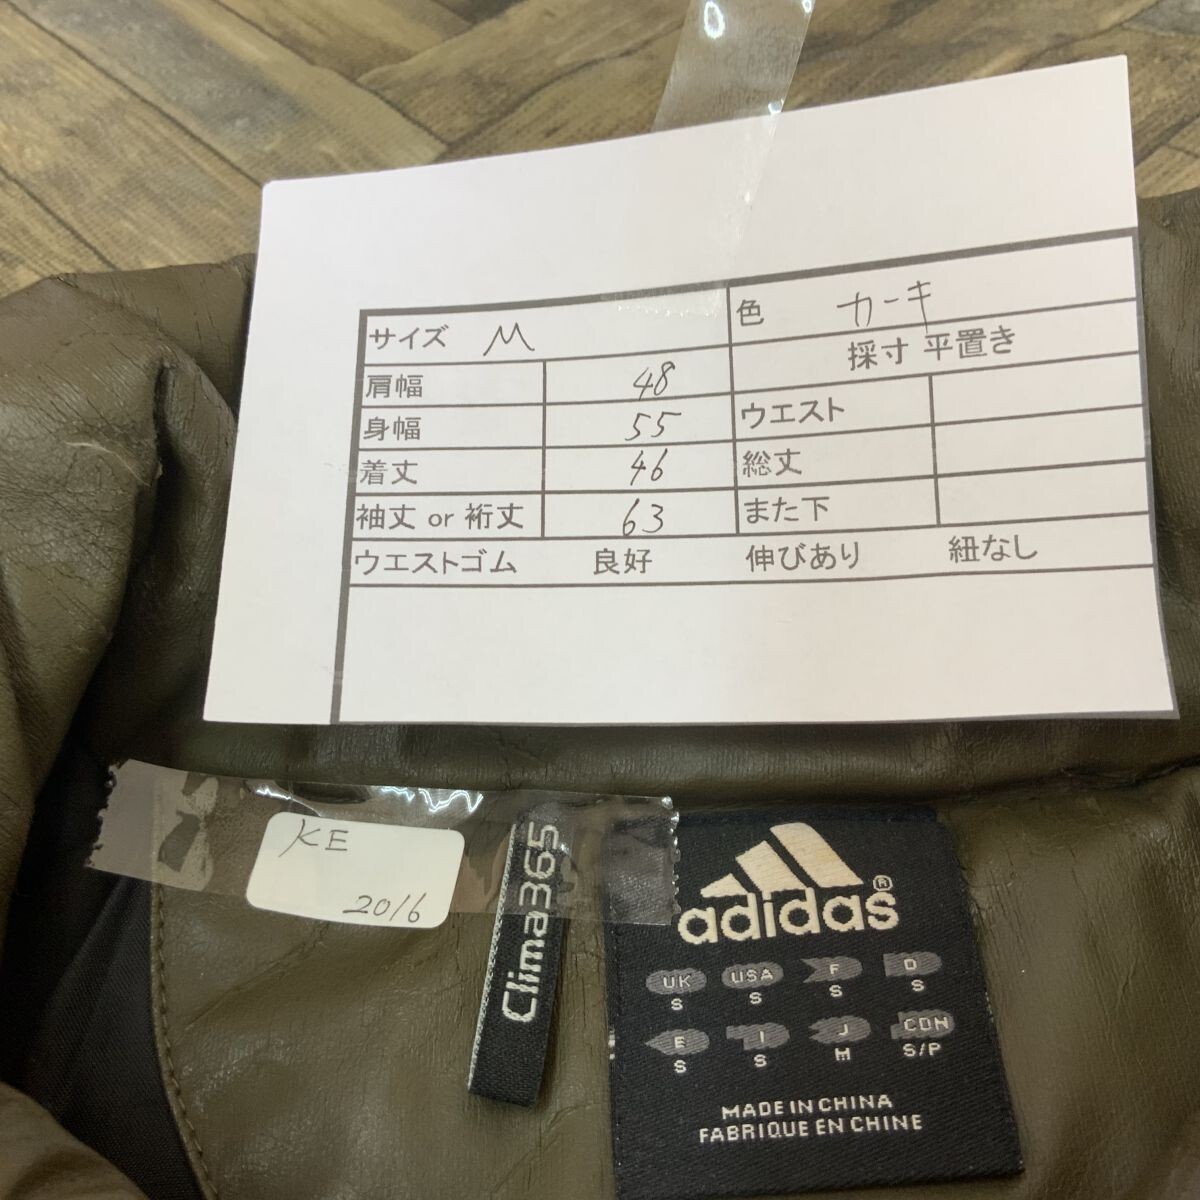 サイズ M
色 カーキ
採寸 平置き
肩幅 48
身幅 55
ウエスト
着丈 46
総丈
袖丈 or 裄丈 63
また下
ウエストゴム 良好 伸びあり 紐なし
KE
2016
Clima365
adidas®
UK USA F D
S S S S
E I J CDN
S S M S/P
MADE IN CHINA
FABRIQUE EN CHINE